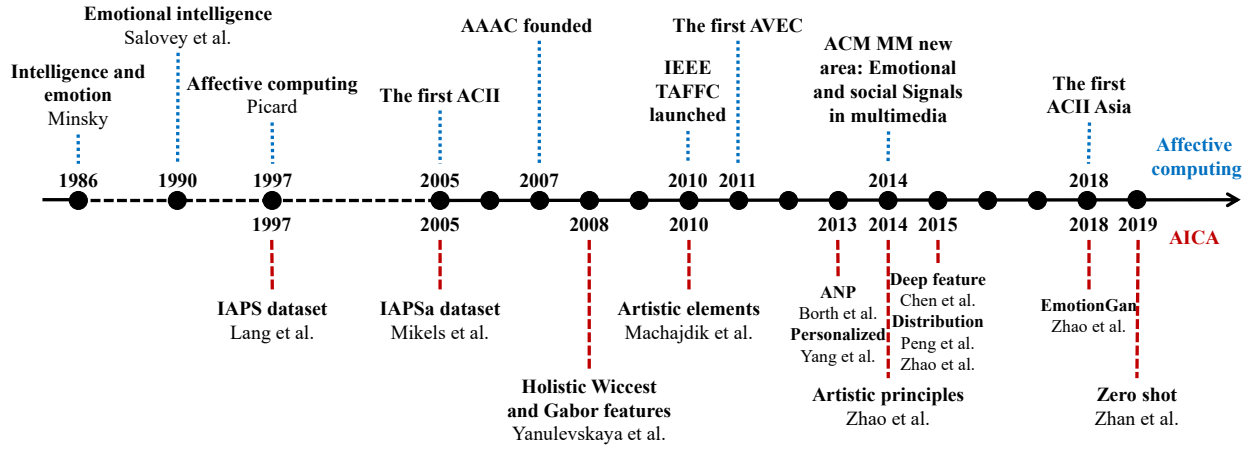 Emotional intelligence
Salovey et al.
Intelligence and
emotion
Minsky
Affective computing
Picard
The first ACII
AAAC founded
IEEE
TAFFC
launched
The first AVEC
ACM MM new
area: Emotional
and social Signals
in multimedia
The first
ACII Asia
Affective
computing
1986
1990
1997
2005
2007
2010
2011
2014
2018
1997
2005
2008
2010
2013
2014
2015
2018
2019
AICA
IAPS dataset
Lang et al.
IAPSa dataset
Mikels et al.
Holistic Wiccest
and Gabor features
Yanulevskaya et al.
Artistic elements
Machajdik et al.
ANP
Borth et al.
Personalized
Yang et al.
Artistic principles
Zhao et al.
Deep feature
Chen et al.
Distribution
Peng et al.
Zhao et al.
EmotionGan
Zhao et al.
Zero shot
Zhan et al.